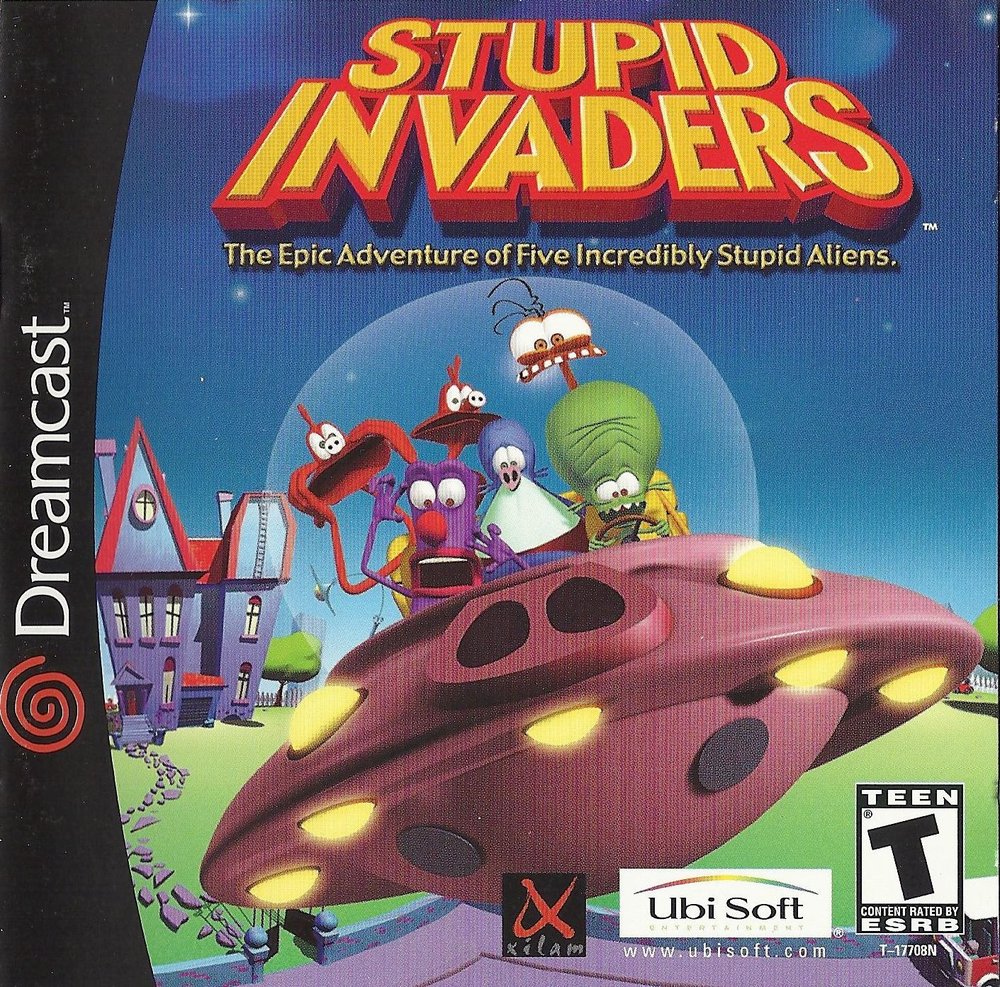 STUPID
INVADERS
™
The Epic Adventure of Five Incredibly Stupid Aliens.
Dreamcast™
TEEN
®
T
CONTENT RATED BY
ESRB
xilam
Ubi Soft
ENTERTAINMENT
®
www.ubisoft.com
T-17708N